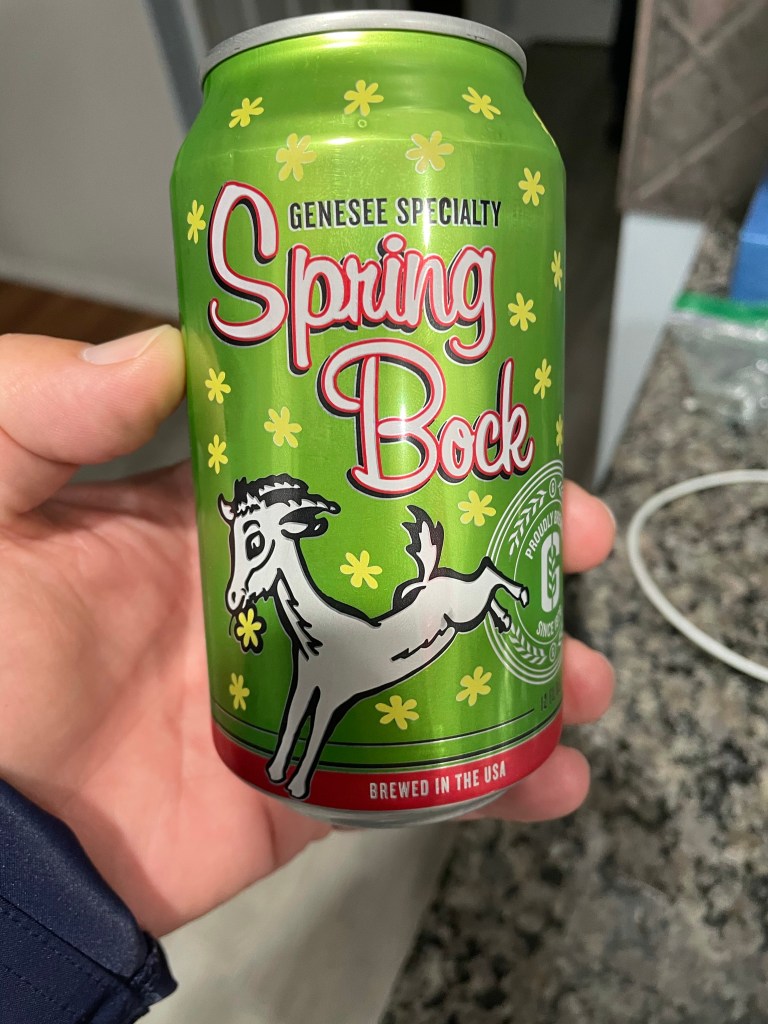 GENESEE SPECIALTY
Spring
Bock
PROUDLY
SINCE
BREWED IN THE USA